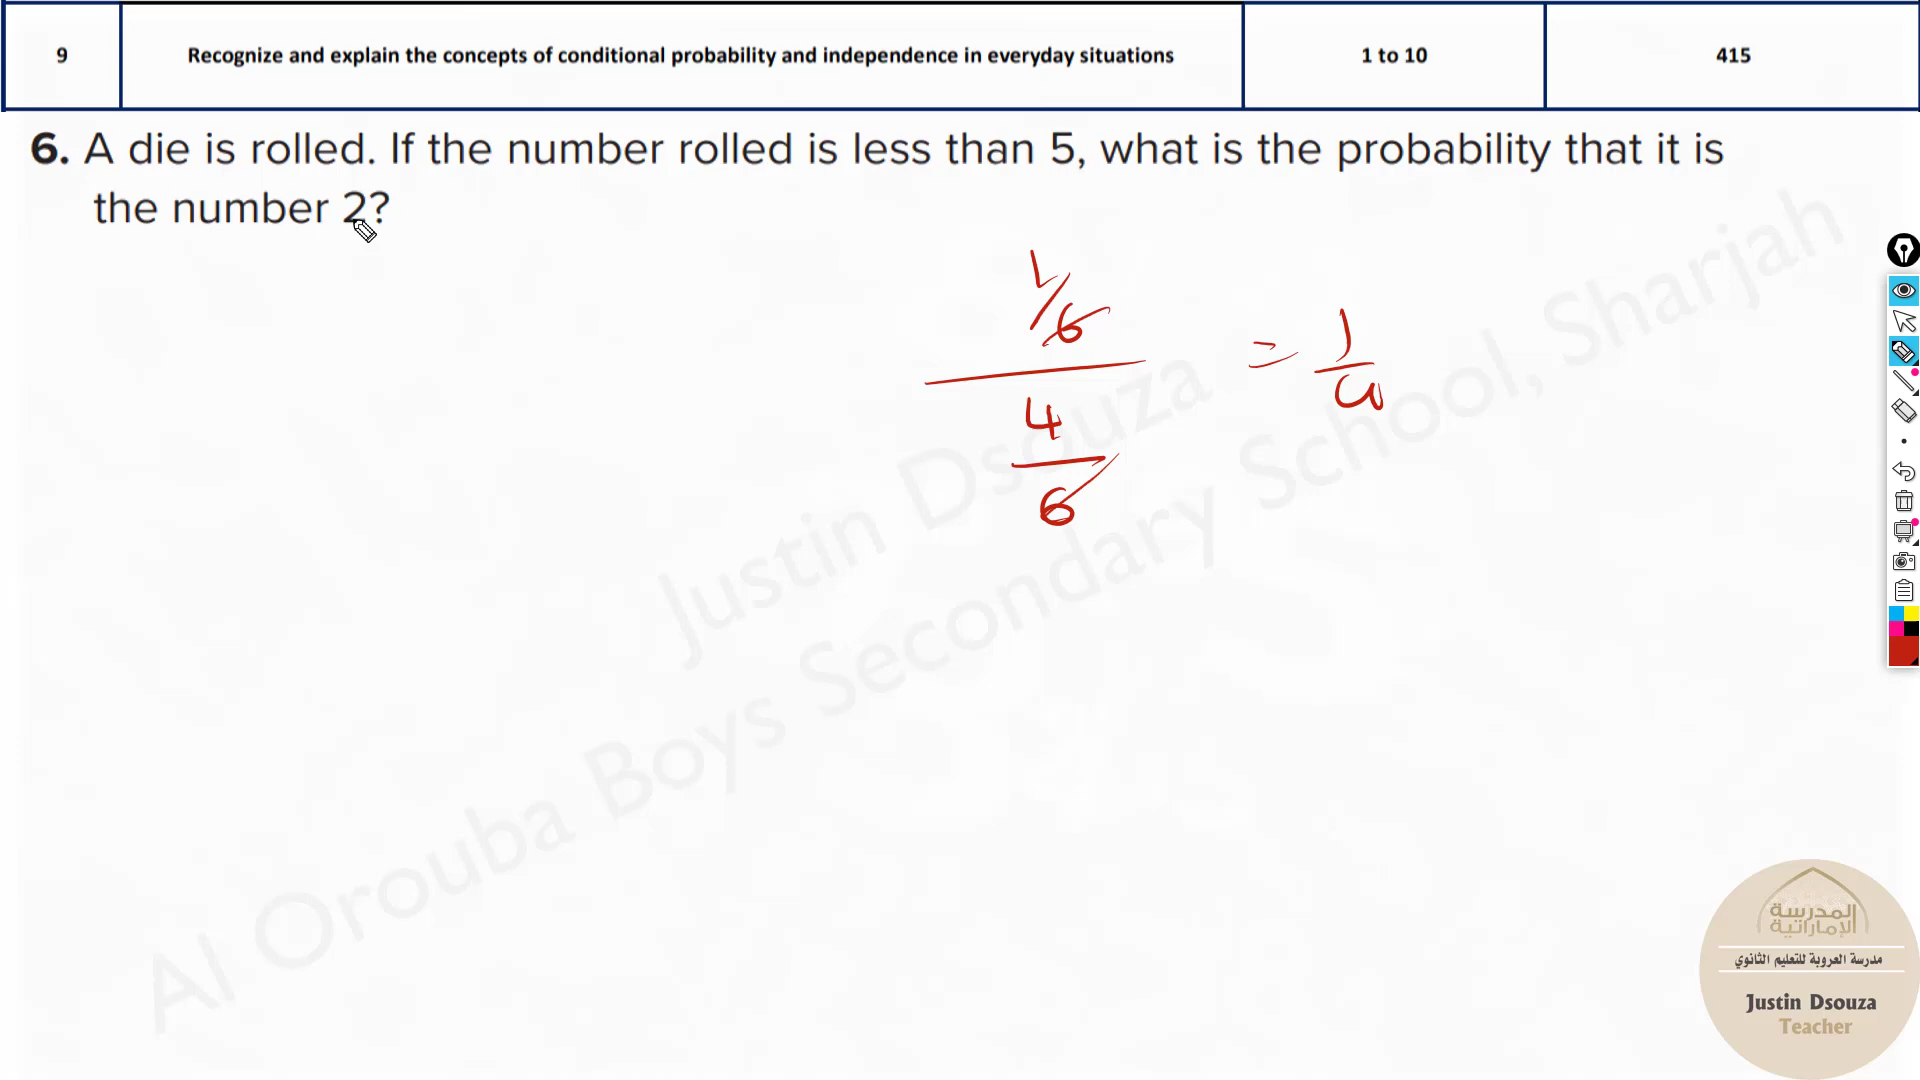 9 Recognize and explain the concepts of conditional probability and independence in everyday situations 1 to 10 415
6. A die is rolled. If the number rolled is less than 5, what is the probability that it is
the number 2?
1/6
4
6
= 1
4
Justin Dsouza
Al Orouba Boys Secondary School, Sharjah
المدرسة
الإماراتية
مدرسة العروبة للتعليم الثانوي
Justin Dsouza
Teacher